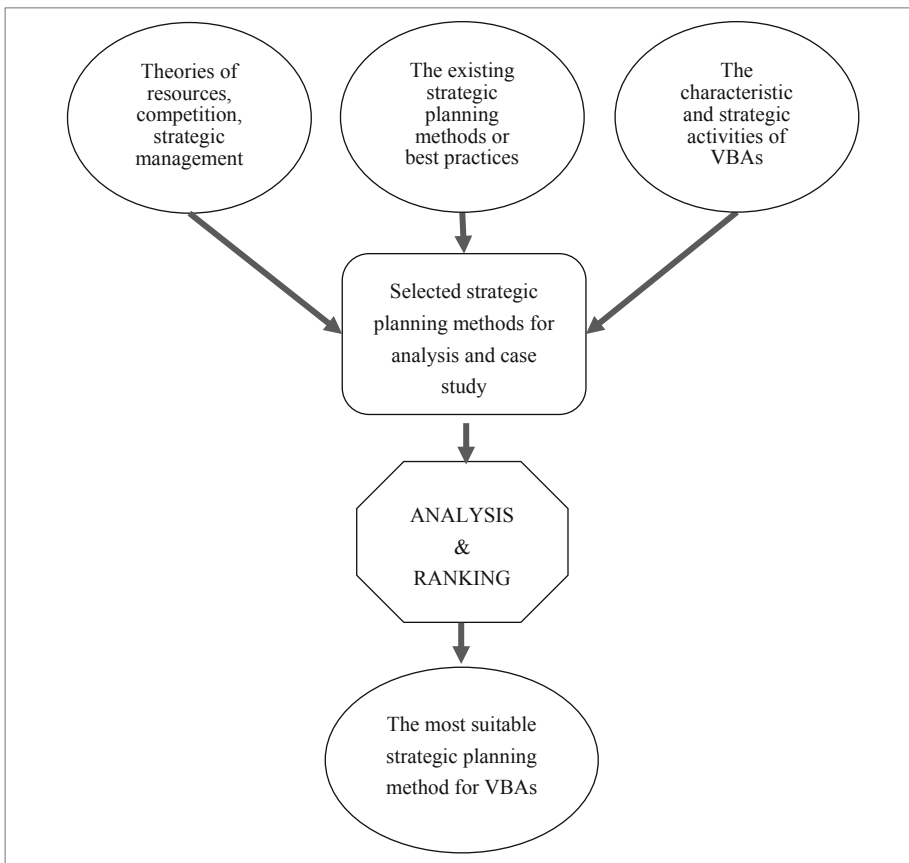 Theories of
resources,
competition,
strategic
management
The existing
strategic
planning
methods or
best practices
The
characteristic
and strategic
activities of
VBAs
Selected strategic
planning methods for
analysis and case
study
ANALYSIS
&
RANKING
The most suitable
strategic planning
method for VBAs